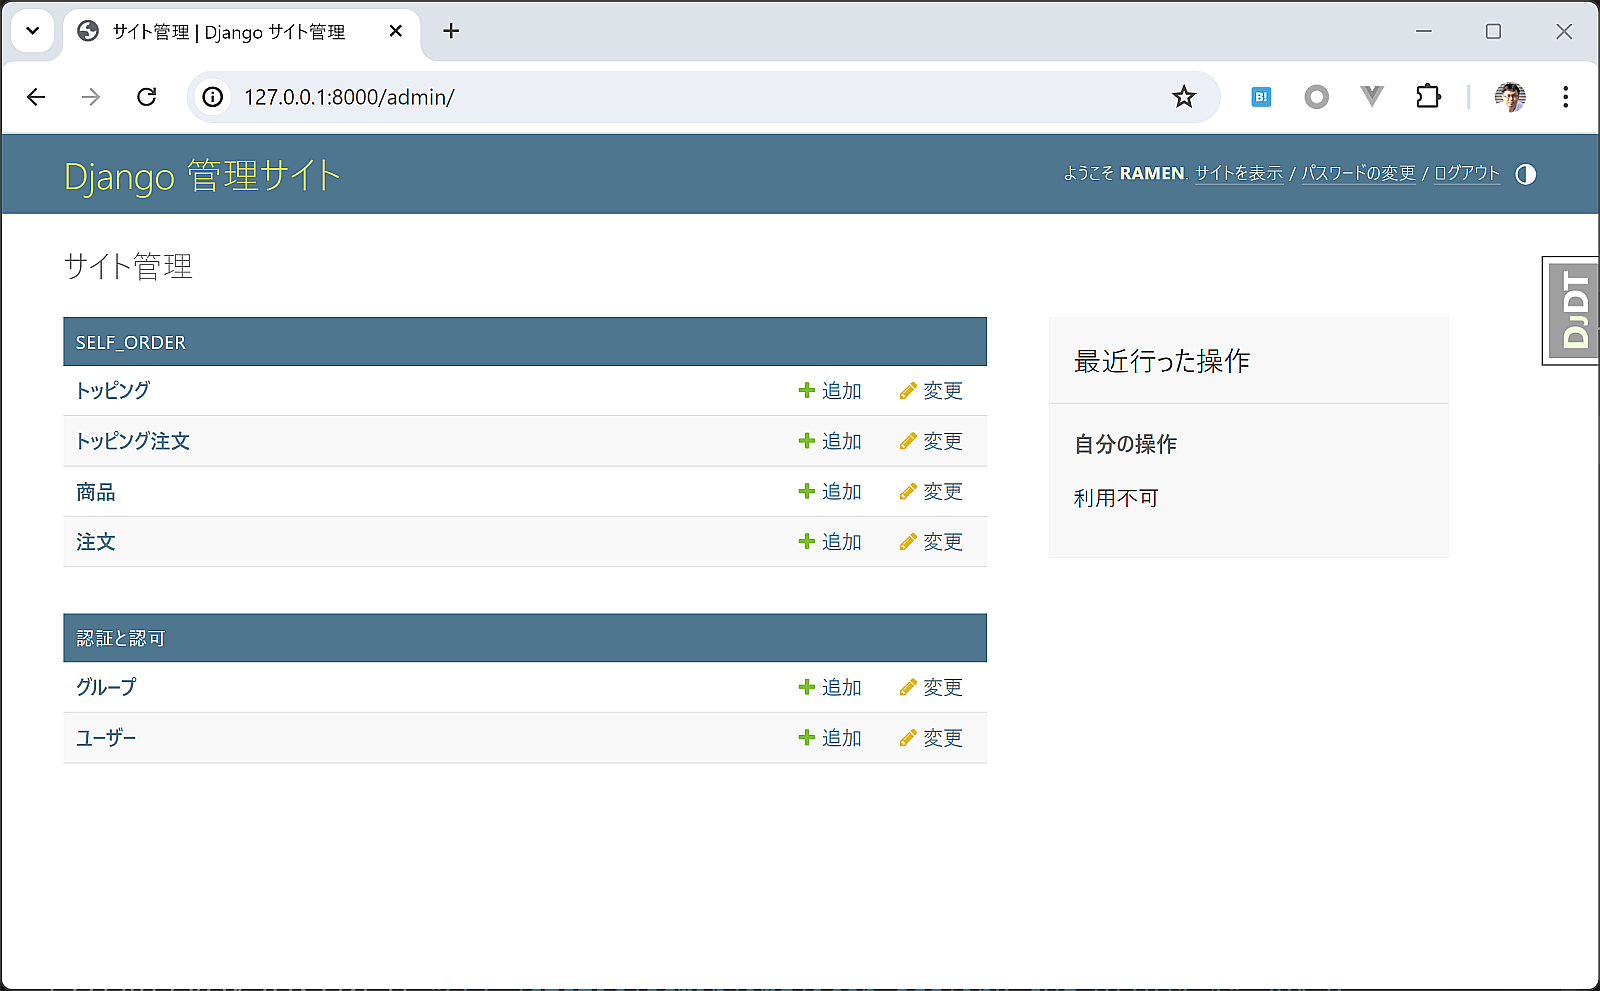 サイト管理 | Django サイト管理
127.0.0.1:8000/admin/
B!
Django 管理サイト
ようこそ RAMEN. サイトを表示 / パスワードの変更 / ログアウト
サイト管理
DJDT
SELF_ORDER
トッピング 追加 変更
トッピング注文 追加 変更
商品 追加 変更
注文 追加 変更
認証と認可
グループ 追加 変更
ユーザー 追加 変更
最近行った操作
自分の操作
利用不可